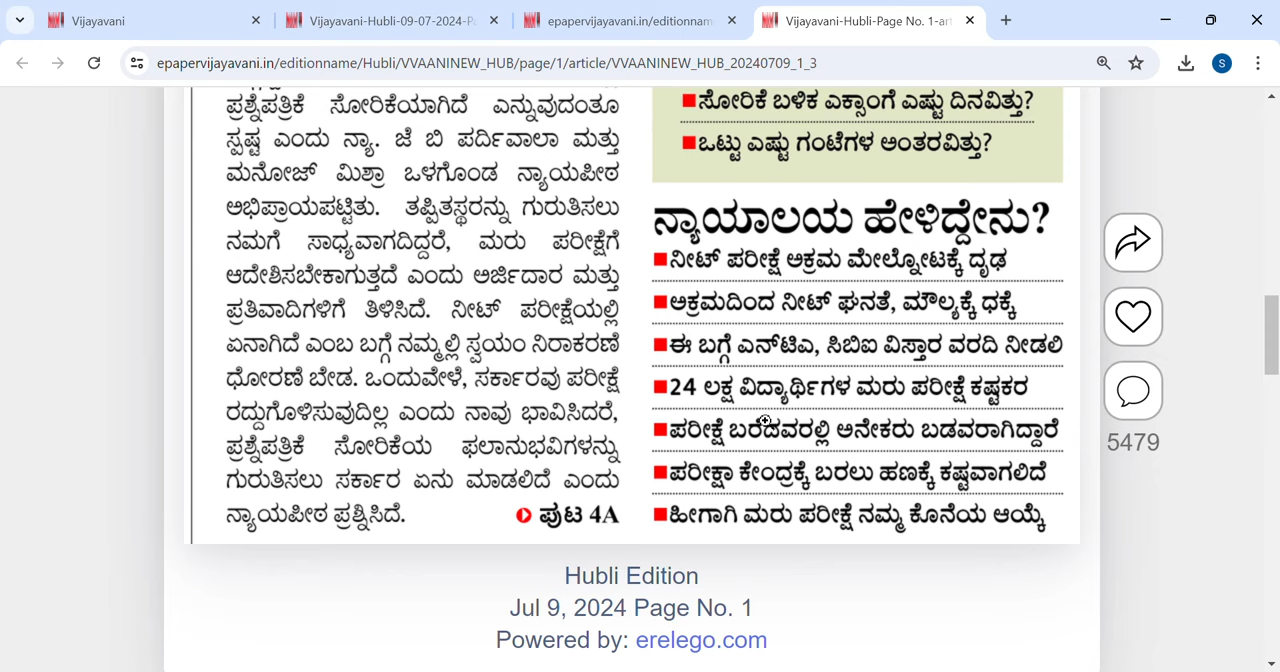 Vijayavani
Vijayavani-Hubli-09-07-2024-Pa
epapervijayavani.in/editionnam
Vijayavani-Hubli-Page No. 1-art
epapervijayavani.in/editionname/Hubli/VVAANINEW_HUB/page/1/article/VVAANINEW_HUB_20240709_1_3
S
ಪ್ರಶ್ನೆಪತ್ರಿಕೆ ಸೋರಿಕೆಯಾಗಿದೆ ಎನ್ನುವುದಂತೂ
ಸ್ಪಷ್ಟ ಎಂದು ನ್ಯಾ. ಜೆ ಬಿ ಪರ್ದಿವಾಲಾ ಮತ್ತು
ಮನೋಜ್ ಮಿಶ್ರಾ ಒಳಗೊಂಡ ನ್ಯಾಯಪೀಠ
ಅಭಿಪ್ರಾಯಪಟ್ಟಿತು. ತಪ್ಪಿತಸ್ಥರನ್ನು ಗುರುತಿಸಲು
ನಮಗೆ ಸಾಧ್ಯವಾಗದಿದ್ದರೆ, ಮರು ಪರೀಕ್ಷೆಗೆ
ಆದೇಶಿಸಬೇಕಾಗುತ್ತದೆ ಎಂದು ಅರ್ಜಿದಾರ ಮತ್ತು
ಪ್ರತಿವಾದಿಗಳಿಗೆ ತಿಳಿಸಿದೆ. ನೀಟ್ ಪರೀಕ್ಷೆಯಲ್ಲಿ
ಏನಾಗಿದೆ ಎಂಬ ಬಗ್ಗೆ ನಮ್ಮಲ್ಲಿ ಸ್ವಯಂ ನಿರಾಕರಣೆ
ಧೋರಣೆ ಬೇಡ. ಒಂದುವೇಳೆ, ಸರ್ಕಾರವು ಪರೀಕ್ಷೆ
ರದ್ದುಗೊಳಿಸುವುದಿಲ್ಲ ಎಂದು ನಾವು ಭಾವಿಸಿದರೆ,
ಪ್ರಶ್ನೆಪತ್ರಿಕೆ ಸೋರಿಕೆಯ ಫಲಾನುಭವಿಗಳನ್ನು
ಗುರುತಿಸಲು ಸರ್ಕಾರ ಏನು ಮಾಡಲಿದೆ ಎಂದು
ನ್ಯಾಯಪೀಠ ಪ್ರಶ್ನಿಸಿದೆ. ಪುಟ 4A
ಸೋರಿಕೆ ಬಳಿಕ ಎಕ್ಸಾಂಗೆ ಎಷ್ಟು ದಿನವಿತ್ತು?
ಒಟ್ಟು ಎಷ್ಟು ಗಂಟೆಗಳ ಅಂತರವಿತ್ತು?
ನ್ಯಾಯಾಲಯ ಹೇಳಿದ್ದೇನು?
ನೀಟ್ ಪರೀಕ್ಷೆ ಅಕ್ರಮ ಮೇಲ್ನೋಟಕ್ಕೆ ದೃಢ
ಅಕ್ರಮದಿಂದ ನೀಟ್ ಘನತೆ, ಮೌಲ್ಯಕ್ಕೆ ಧಕ್ಕೆ
ಈ ಬಗ್ಗೆ ಎನ್‌ಟಿಎ, ಸಿಬಿಐ ವಿಸ್ತಾರ ವರದಿ ನೀಡಲಿ
24 ಲಕ್ಷ ವಿದ್ಯಾರ್ಥಿಗಳ ಮರು ಪರೀಕ್ಷೆ ಕಷ್ಟಕರ
ಪರೀಕ್ಷೆ ಬರೆದವರಲ್ಲಿ ಅನೇಕರು ಬಡವರಾಗಿದ್ದಾರೆ
ಪರೀಕ್ಷಾ ಕೇಂದ್ರಕ್ಕೆ ಬರಲು ಹಣಕ್ಕೆ ಕಷ್ಟವಾಗಲಿದೆ
ಹೀಗಾಗಿ ಮರು ಪರೀಕ್ಷೆ ನಮ್ಮ ಕೊನೆಯ ಆಯ್ಕೆ
5479
Hubli Edition
Jul 9, 2024 Page No. 1
Powered by: erelego.com